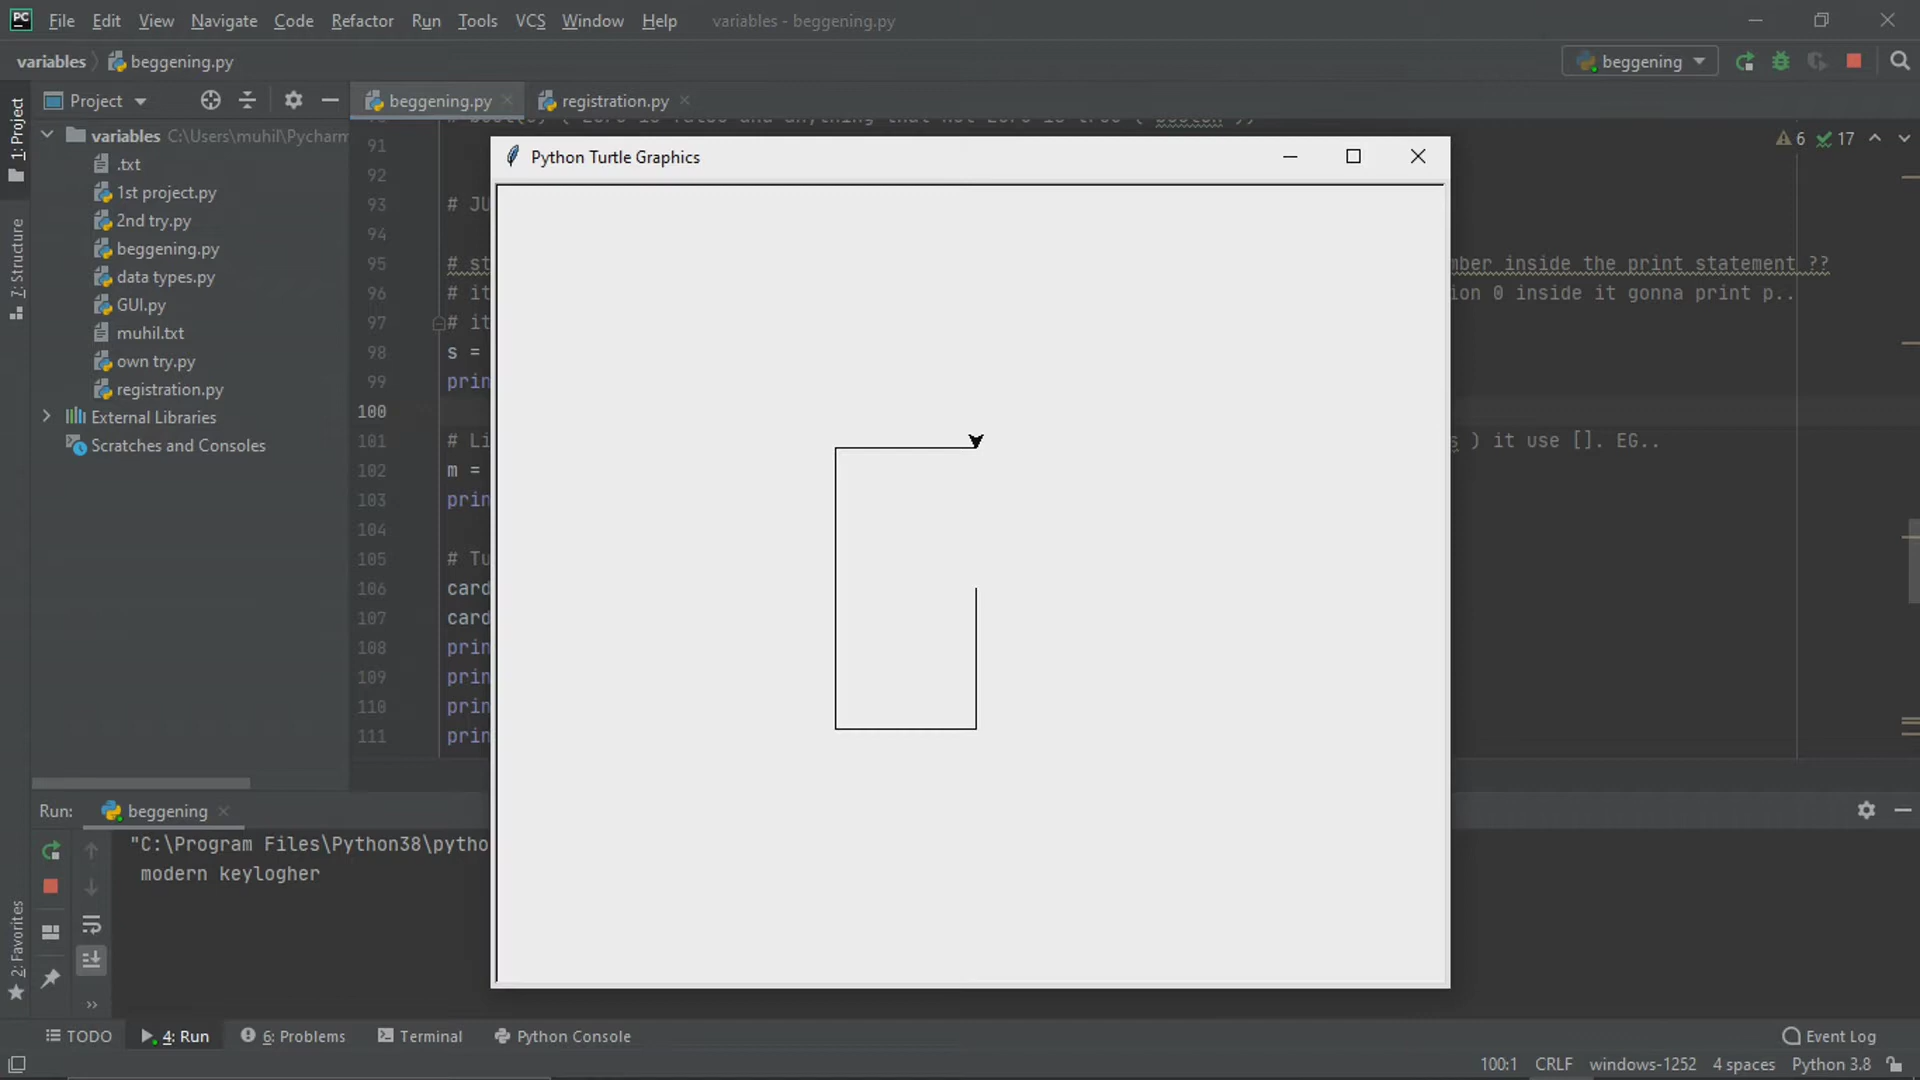 PC File Edit View Navigate Code Refactor Run Tools VCS Window Help variables - beggening.py
variables beggening.py beggening
1: Project
7: Structure
2: Favorites
Project
beggening.py registration.py
variables C:\Users\muhil\Pycharm
.txt
1st project.py
2nd try.py
beggening.py
data types.py
GUI.py
muhil.txt
own try.py
registration.py
External Libraries
Scratches and Consoles
6 17
91
92
93 # JU
94
95 # st mber inside the print statement ??
96 # it ion 0 inside it gonna print p..
97 # it
98 s =
99 prin
100
101 # Li s ) it use []. EG..
102 m =
103 prin
104
105 # Tu
106 card
107 card
108 prin
109 prin
110 prin
111 prin
Python Turtle Graphics
Run: beggening
"C:\Program Files\Python38\pytho
modern keylogher
TODO 4: Run 6: Problems Terminal Python Console Event Log
100:1 CRLF windows-1252 4 spaces Python 3.8